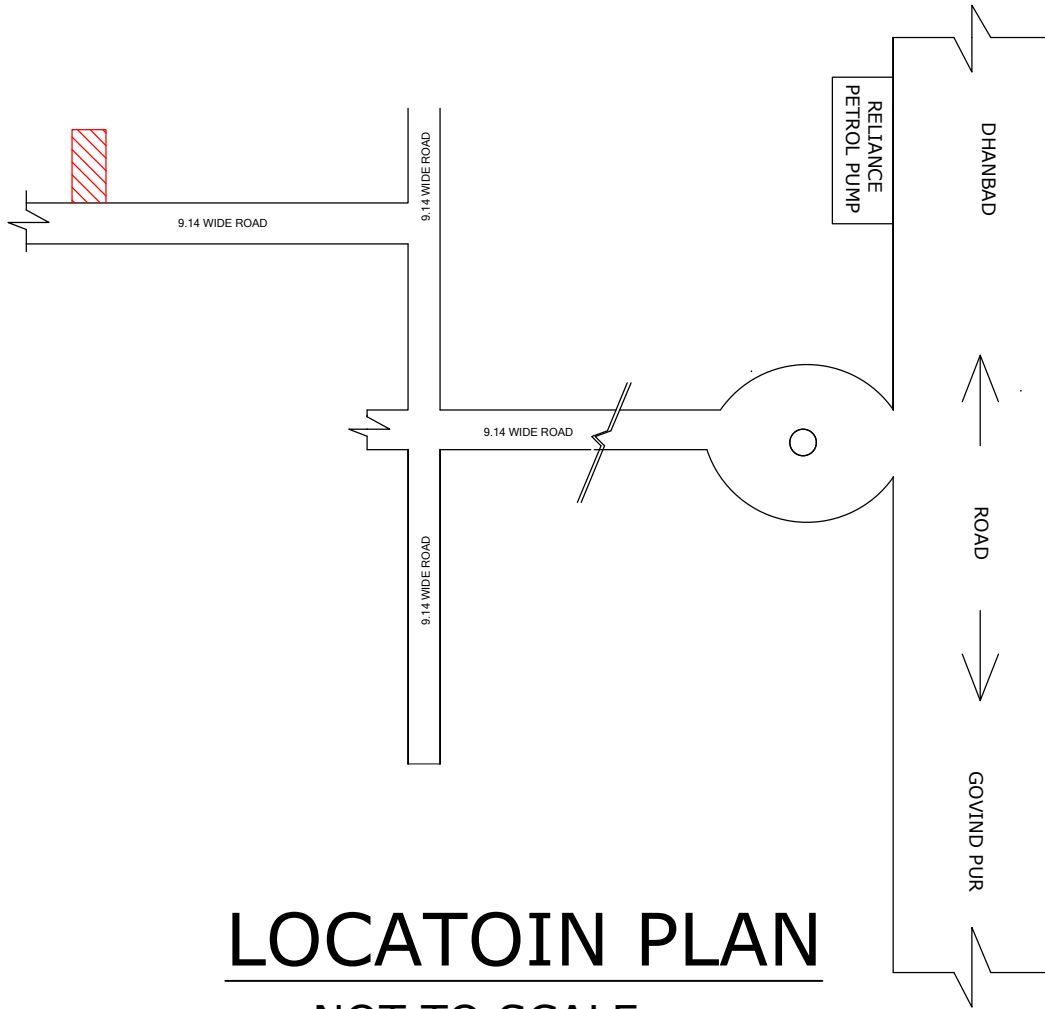 RELIANCE
PETROL PUMP
DHANBAD
9.14 WIDE ROAD
9.14 WIDE ROAD
9.14 WIDE ROAD
ROAD
9.14 WIDE ROAD
GOVIND PUR
LOCATOIN PLAN
NOT TO SCALE